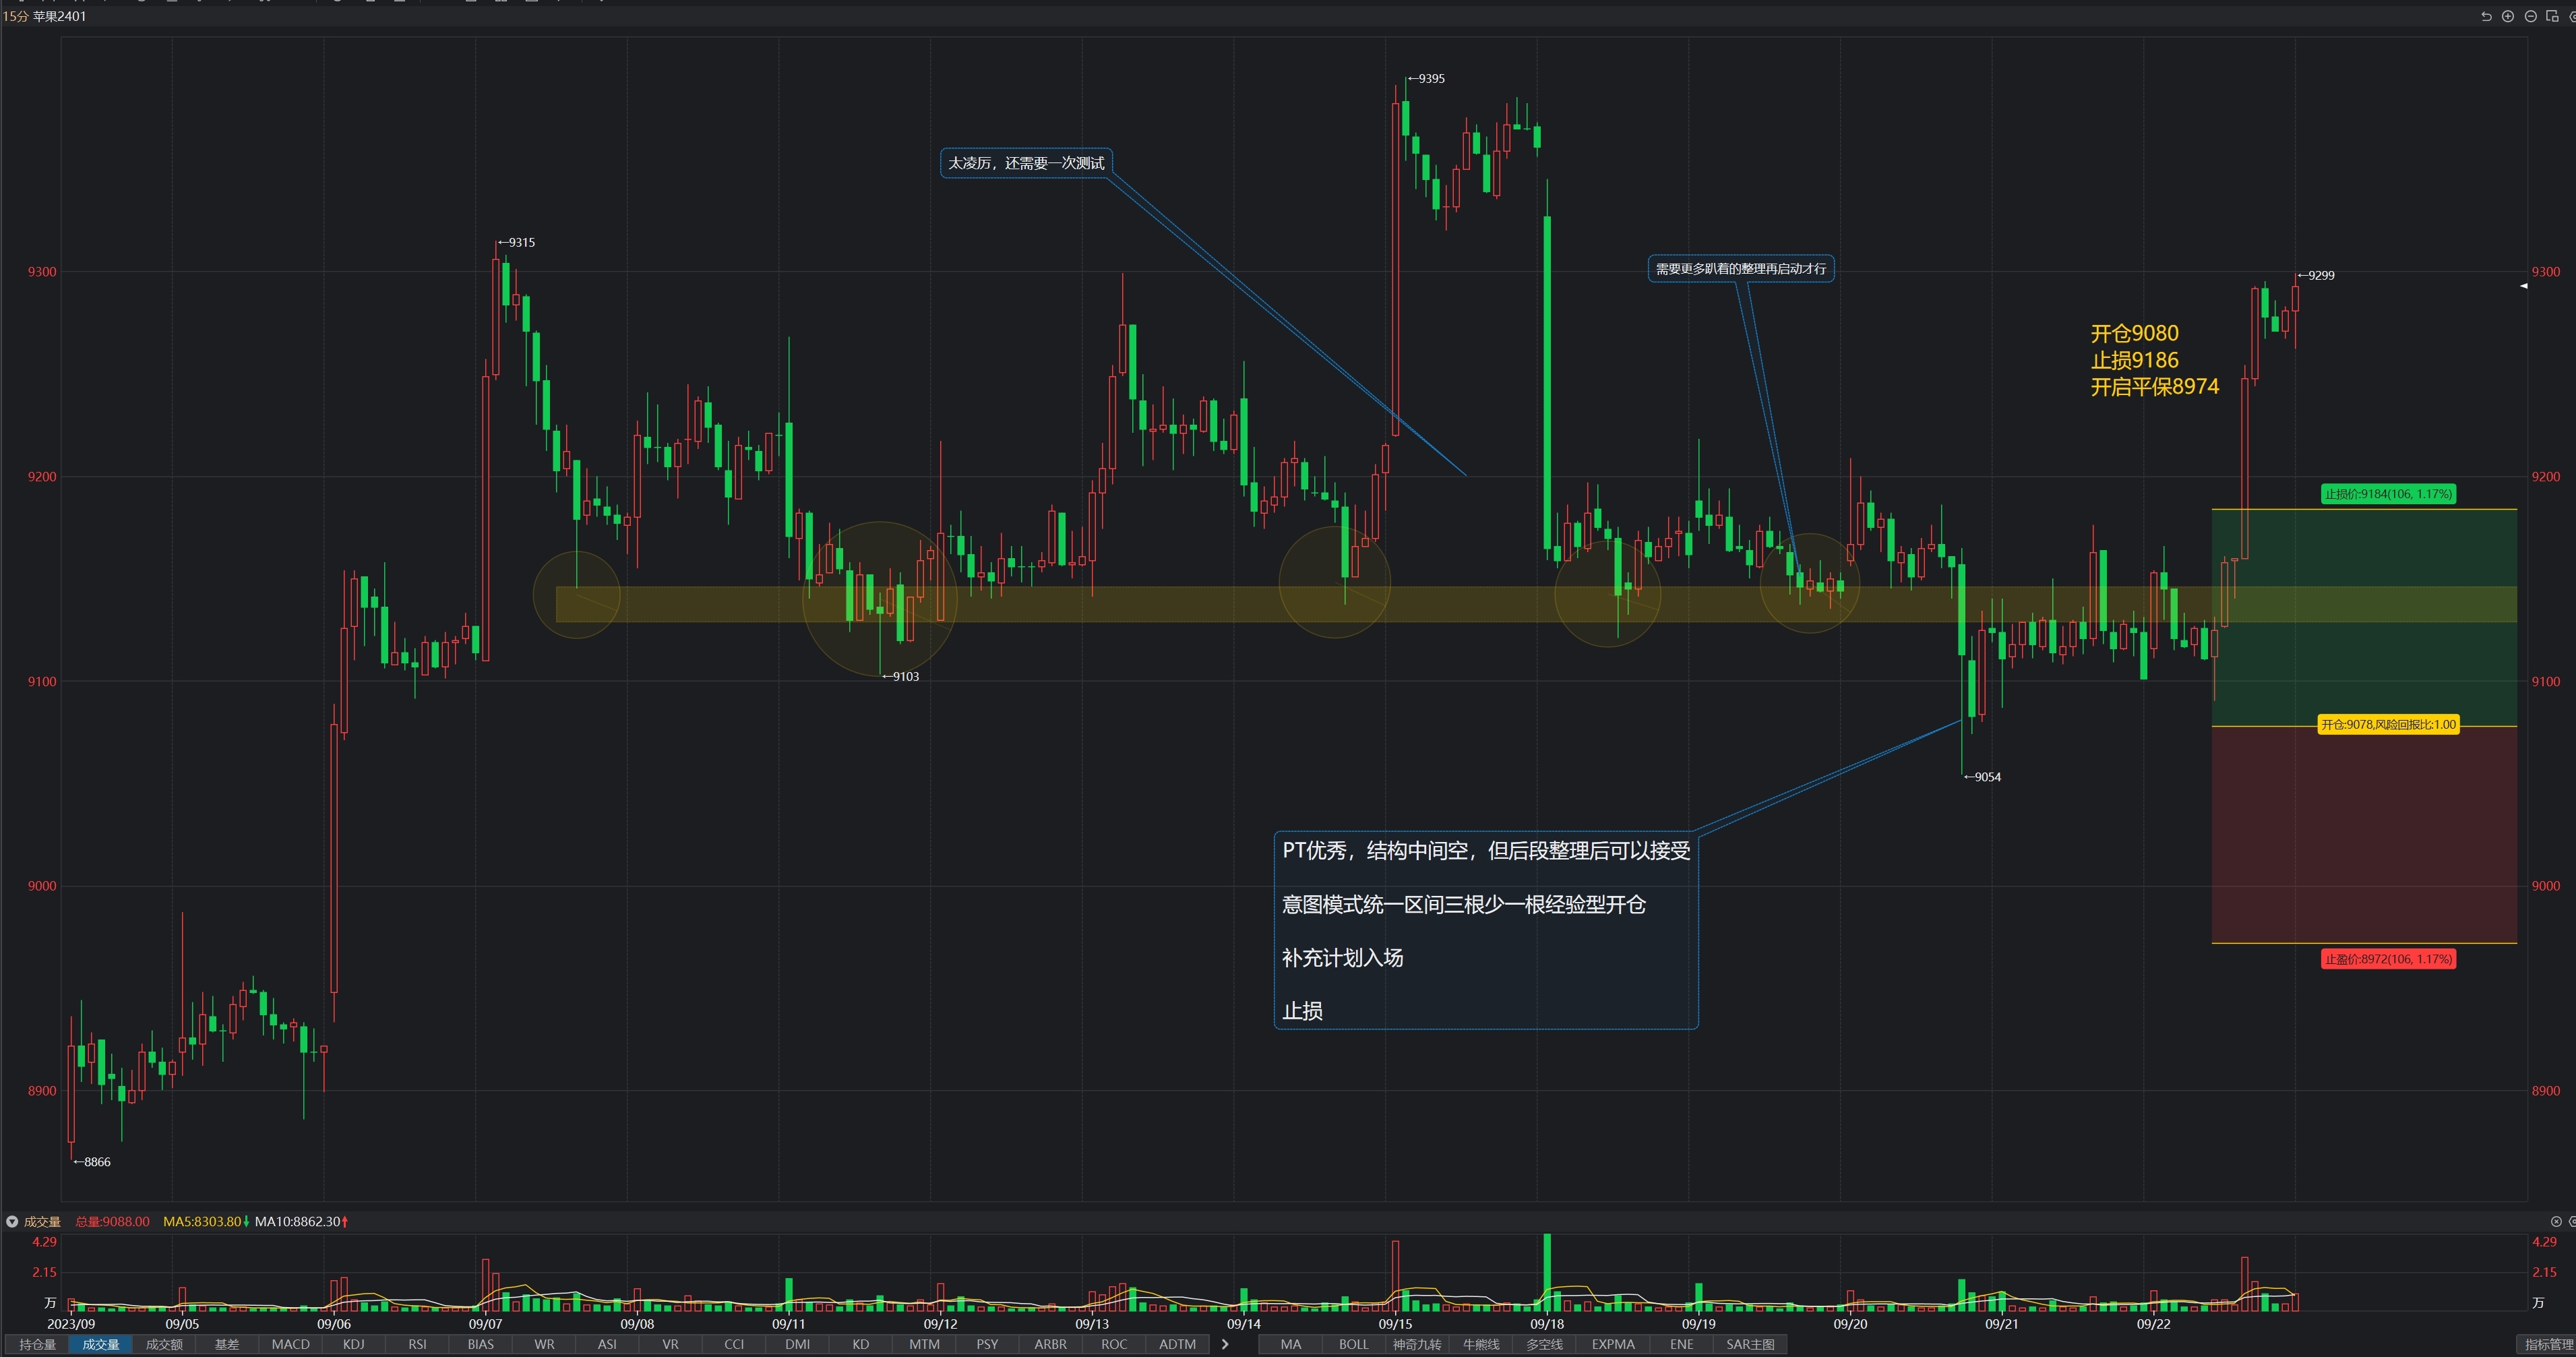 15分 苹果2401
←9395
太凌厉，还需要一次测试
←9315
需要更多趴着的整理再启动才行
9300
9300
←9299
开仓9080
止损9186
开启平保8974
9200
9200
止损价:9184(106, 1.17%)
9100
9100
←9103
开仓:9078,风险回报比:1.00
←9054
PT优秀，结构中间空，但后段整理后可以接受
意图模式统一区间三根少一根经验型开仓
补充计划入场
止损
9000
9000
止盈价:8972(106, 1.17%)
8900
8900
←8866
成交量 总量:9088.00 MA5:8303.80↓ MA10:8862.30↑
4.29
4.29
2.15
2.15
万
万
2023/09 09/05 09/06 09/07 09/08 09/11 09/12 09/13 09/14 09/15 09/18 09/19 09/20 09/21 09/22
持仓量 成交量 成交额 基差 MACD KDJ RSI BIAS WR ASI VR CCI DMI KD MTM PSY ARBR ROC ADTM MA BOLL 神奇九转 牛熊线 多空线 EXPMA ENE SAR主图 指标管理